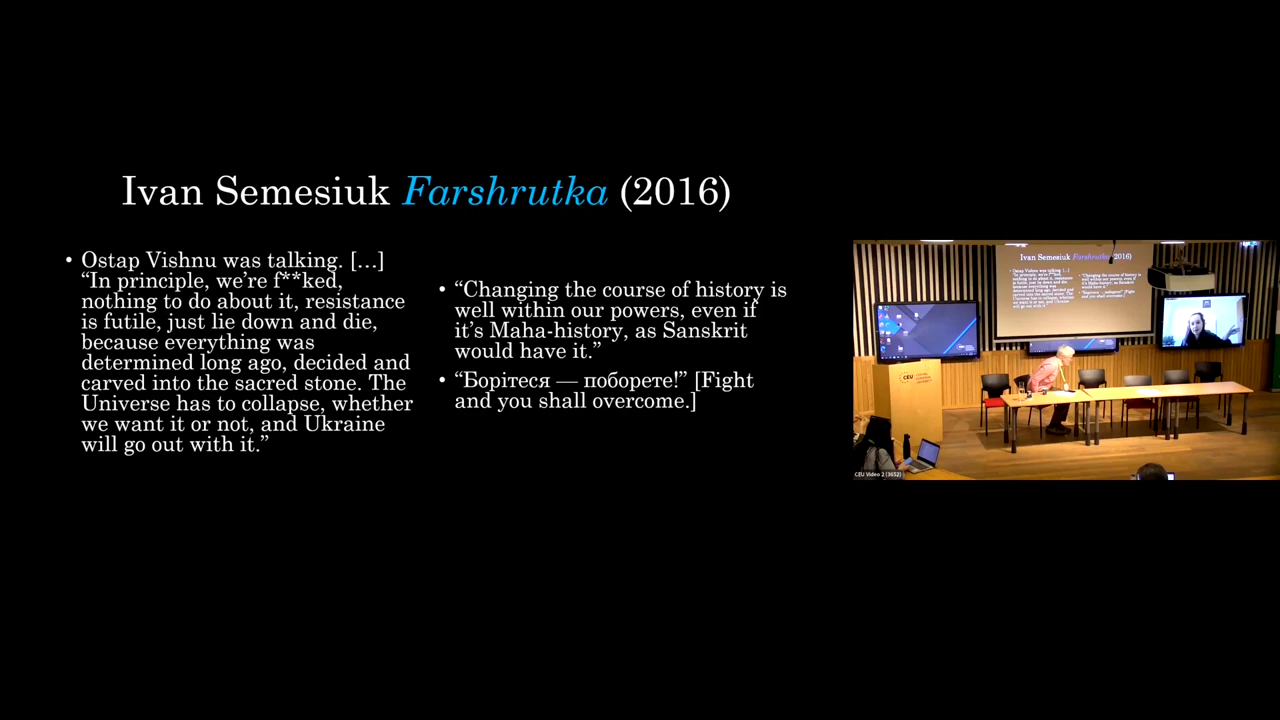 Ivan Semesiuk Farshrutka (2016)
• Ostap Vishnu was talking. […]
“In principle, we’re f**ked,
nothing to do about it, resistance
is futile, just lie down and die,
because everything was
determined long ago, decided and
carved into the sacred stone. The
Universe has to collapse, whether
we want it or not, and Ukraine
will go out with it.”
• “Changing the course of history is
well within our powers, even if
it’s Maha-history, as Sanskrit
would have it.”
• “Борітеся — поборете!” [Fight
and you shall overcome.]
Ivan Semesiuk Farshrutka (2016)
CEU
CEU Video 2 (3652)